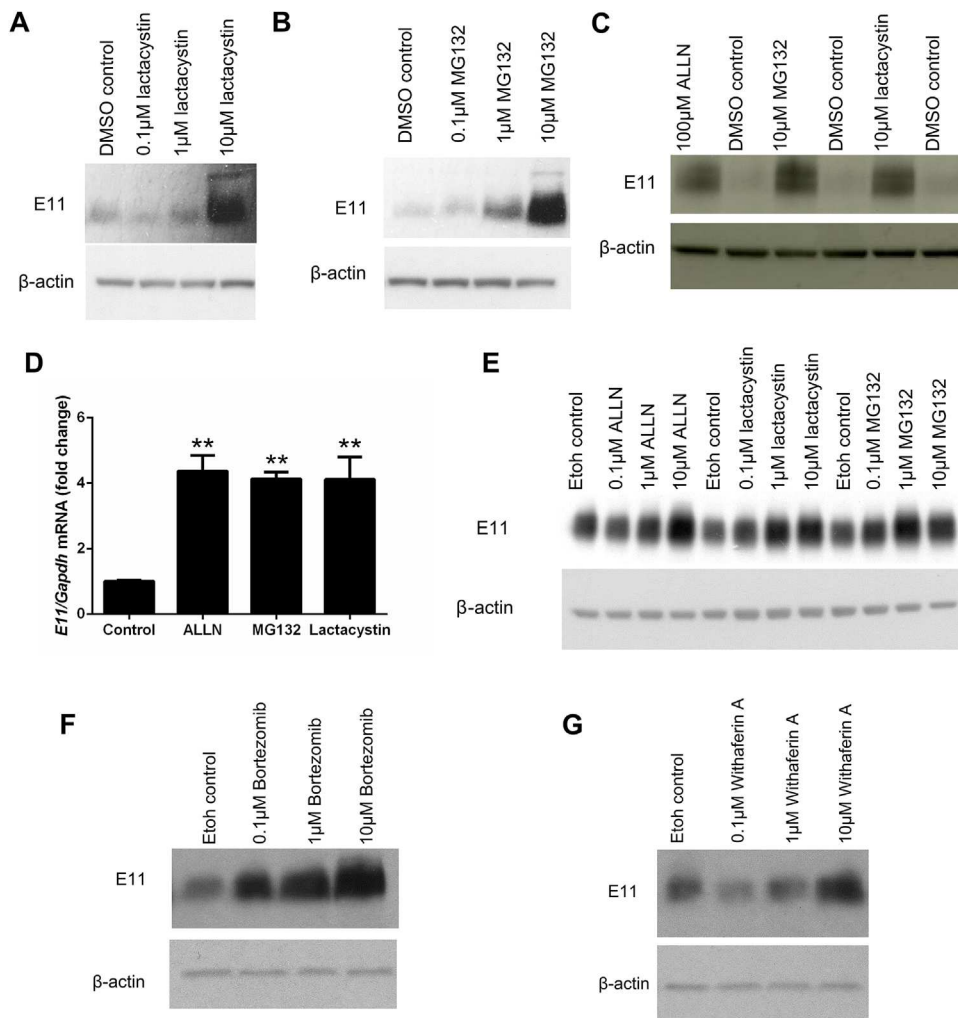 A
DMSO control
0.1µM lactacystin
1µM lactacystin
10µM lactacystin
E11
β-actin
B
DMSO control
0.1µM MG132
1µM MG132
10µM MG132
E11
β-actin
C
100µM ALLN
DMSO control
10µM MG132
DMSO control
10µM lactacystin
DMSO control
E11
β-actin
D
E11/Gapdh mRNA (fold change)
6
4
2
0
**
**
**
Control
ALLN
MG132
Lactacystin
E
Etoh control
0.1µM ALLN
1µM ALLN
10µM ALLN
Etoh control
0.1µM lactacystin
1µM lactacystin
10µM lactacystin
Etoh control
0.1µM MG132
1µM MG132
10µM MG132
E11
β-actin
F
Etoh control
0.1µM Bortezomib
1µM Bortezomib
10µM Bortezomib
E11
β-actin
G
Etoh control
0.1µM Withaferin A
1µM Withaferin A
10µM Withaferin A
E11
β-actin